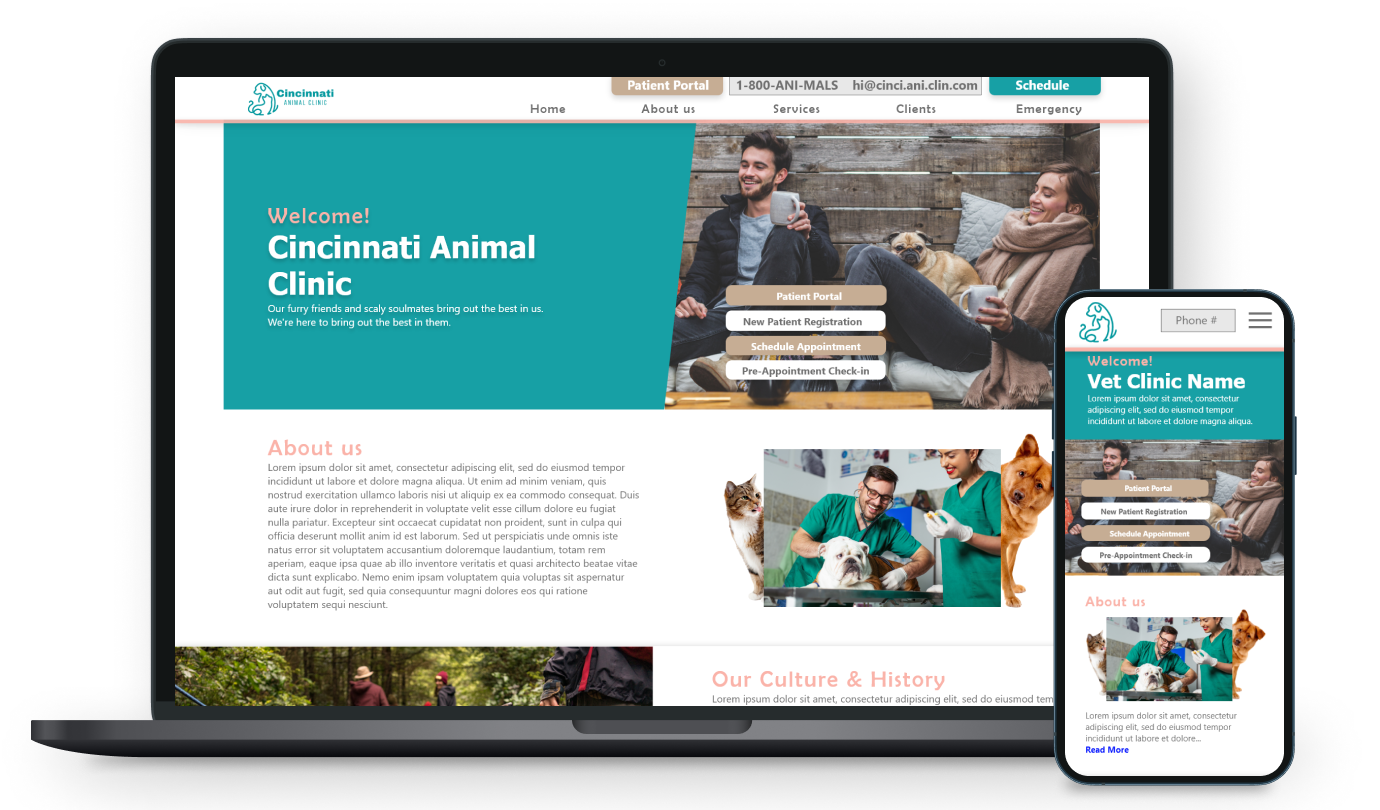 Cincinnati
ANIMAL CLINIC
Patient Portal
1-800-ANI-MALS hi@cinci.ani.clin.com
Schedule
Home About us Services Clients Emergency
Welcome!
Cincinnati Animal
Clinic
Our furry friends and scaly soulmates bring out the best in us.
We're here to bring out the best in them.
Patient Portal
New Patient Registration
Schedule Appointment
Pre-Appointment Check-in
About us
Lorem ipsum dolor sit amet, consectetur adipiscing elit, sed do eiusmod tempor
incididunt ut labore et dolore magna aliqua. Ut enim ad minim veniam, quis
nostrud exercitation ullamco laboris nisi ut aliquip ex ea commodo consequat. Duis
aute irure dolor in reprehenderit in voluptate velit esse cillum dolore eu fugiat
nulla pariatur. Excepteur sint occaecat cupidatat non proident, sunt in culpa qui
officia deserunt mollit anim id est laborum. Sed ut perspiciatis unde omnis iste
natus error sit voluptatem accusantium doloremque laudantium, totam rem
aperiam, eaque ipsa quae ab illo inventore veritatis et quasi architecto beatae vitae
dicta sunt explicabo. Nemo enim ipsam voluptatem quia voluptas sit aspernatur
aut odit aut fugit, sed quia consequuntur magni dolores eos qui ratione
voluptatem sequi nesciunt.
Our Culture & History
Lorem ipsum dolor sit amet, consectetur adipiscing elit, sed do eiusmod tem
Phone #
Welcome!
Vet Clinic Name
Lorem ipsum dolor sit amet, consectetur
adipiscing elit, sed do eiusmod tempor
incididunt ut labore et dolore magna aliqua.
Patient Portal
New Patient Registration
Schedule Appointment
Pre-Appointment Check-in
About us
Lorem ipsum dolor sit amet, consectetur
adipiscing elit, sed do eiusmod tempor
incididunt ut labore et dolore...
Read More